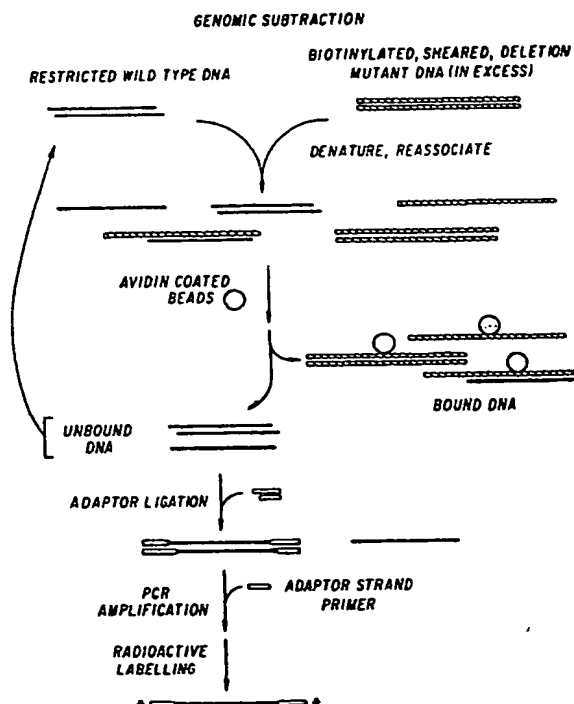 GENOMIC SUBTRACTION
RESTRICTED WILD TYPE DNA
BIOTINYLATED, SHEARED, DELETION
MUTANT DNA (IN EXCESS)
DENATURE, REASSOCIATE
AVIDIN COATED
BEADS
BOUND DNA
UNBOUND
DNA
ADAPTOR LIGATION
PCR
AMPLIFICATION
ADAPTOR STRAND
PRIMER
RADIOACTIVE
LABELLING